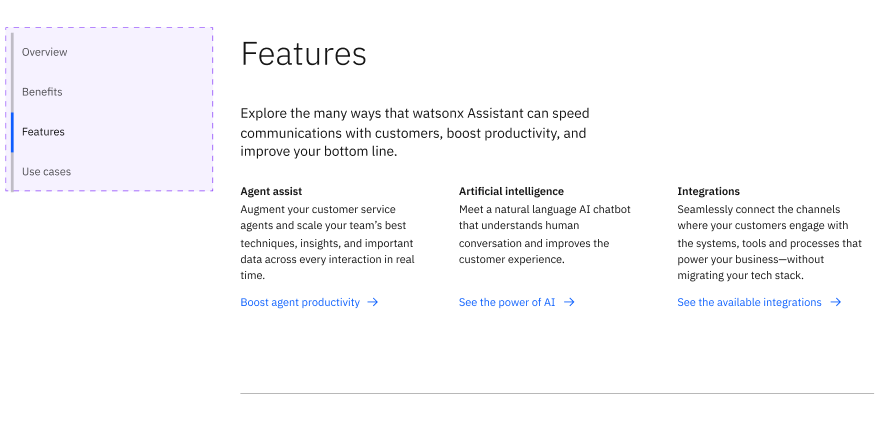 Overview
Benefits
Features
Use cases
Features
Explore the many ways that watsonx Assistant can speed
communications with customers, boost productivity, and
improve your bottom line.
Agent assist
Augment your customer service
agents and scale your team’s best
techniques, insights, and important
data across every interaction in real
time.
Boost agent productivity →
Artificial intelligence
Meet a natural language AI chatbot
that understands human
conversation and improves the
customer experience.
See the power of AI →
Integrations
Seamlessly connect the channels
where your customers engage with
the systems, tools and processes that
power your business—without
migrating your tech stack.
See the available integrations →